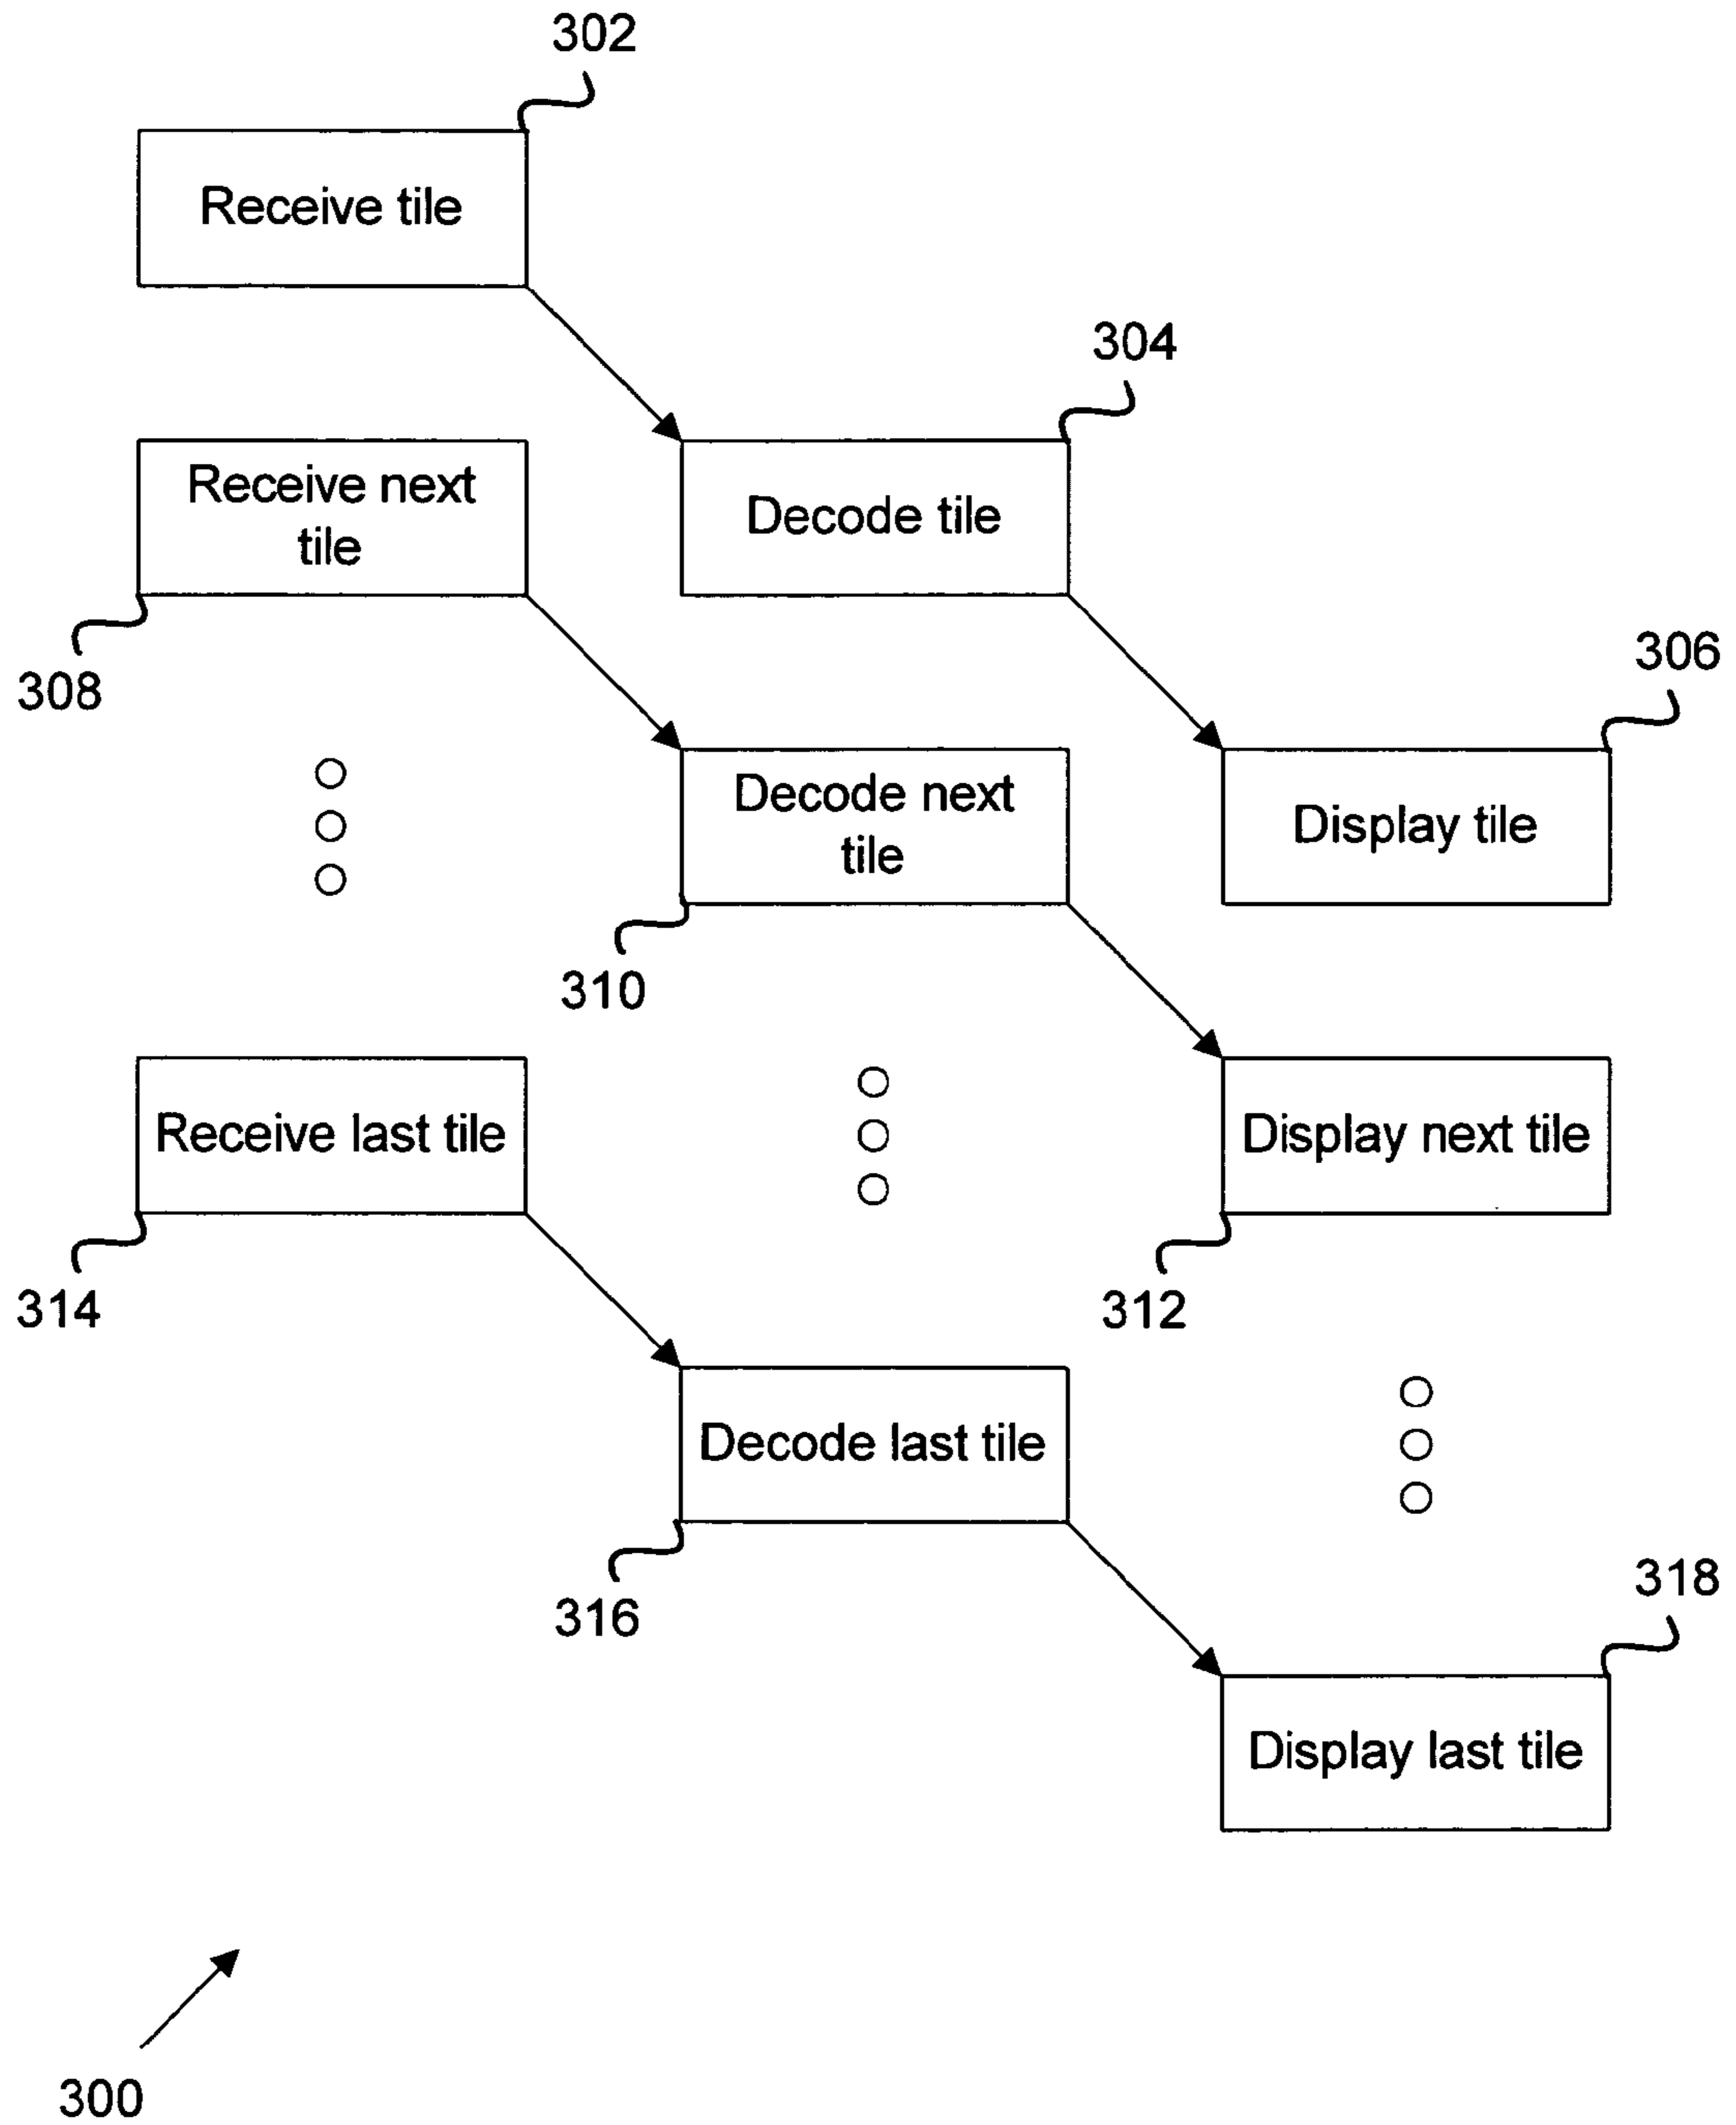 302
Receive tile
304
Receive next
tile
Decode tile
306
308
Decode next
tile
Display tile
310
Receive last tile
Display next tile
314
312
Decode last tile
316
318
Display last tile
300